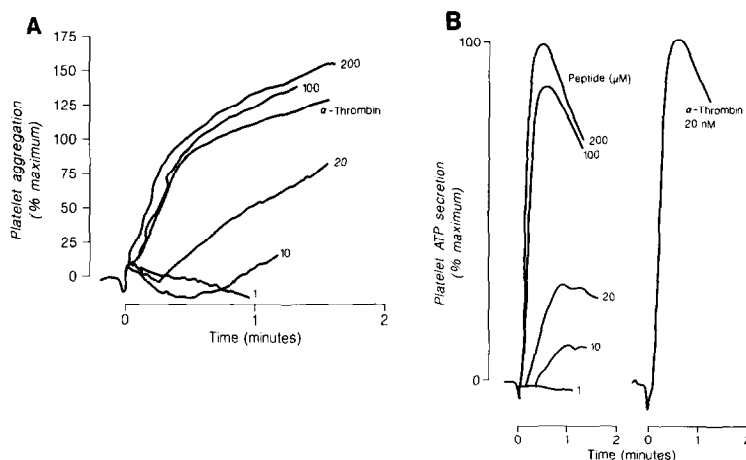 A
Platelet aggregation
(% maximum)
175
150
125
100
75
50
25
0
200
100
α-Thrombin
20
10
1
0
1
2
Time (minutes)
B
Platelet ATP secretion
(% maximum)
100
0
Peptide (μM)
200
100
20
10
1
0
1
2
Time (minutes)
α-Thrombin
20 nM
0
1
2
Time (minutes)